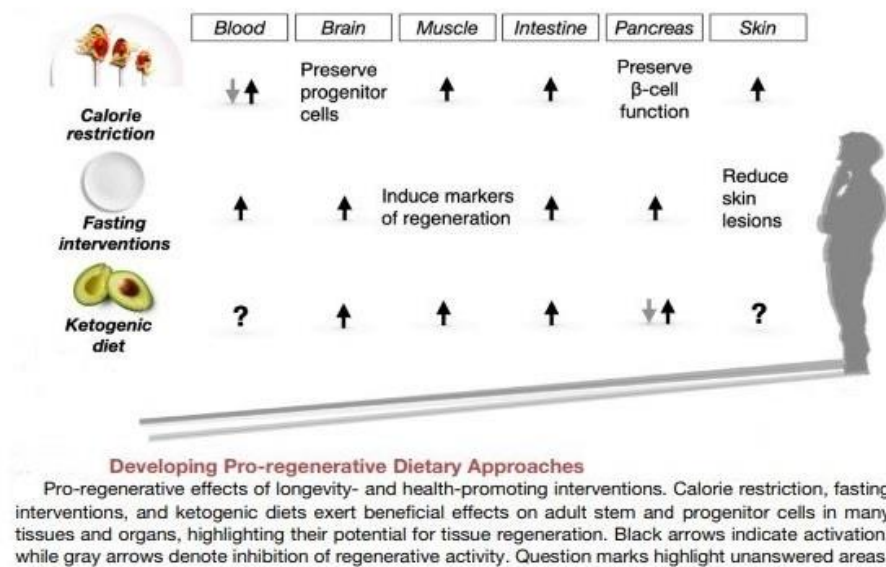 Blood Brain Muscle Intestine Pancreas Skin
Calorie restriction
Preserve progenitor cells
Preserve β-cell function
Fasting interventions
Induce markers of regeneration
Reduce skin lesions
Ketogenic diet
?
?
Developing Pro-regenerative Dietary Approaches
Pro-regenerative effects of longevity- and health-promoting interventions. Calorie restriction, fasting
interventions, and ketogenic diets exert beneficial effects on adult stem and progenitor cells in many
tissues and organs, highlighting their potential for tissue regeneration. Black arrows indicate activation
while gray arrows denote inhibition of regenerative activity. Question marks highlight unanswered areas